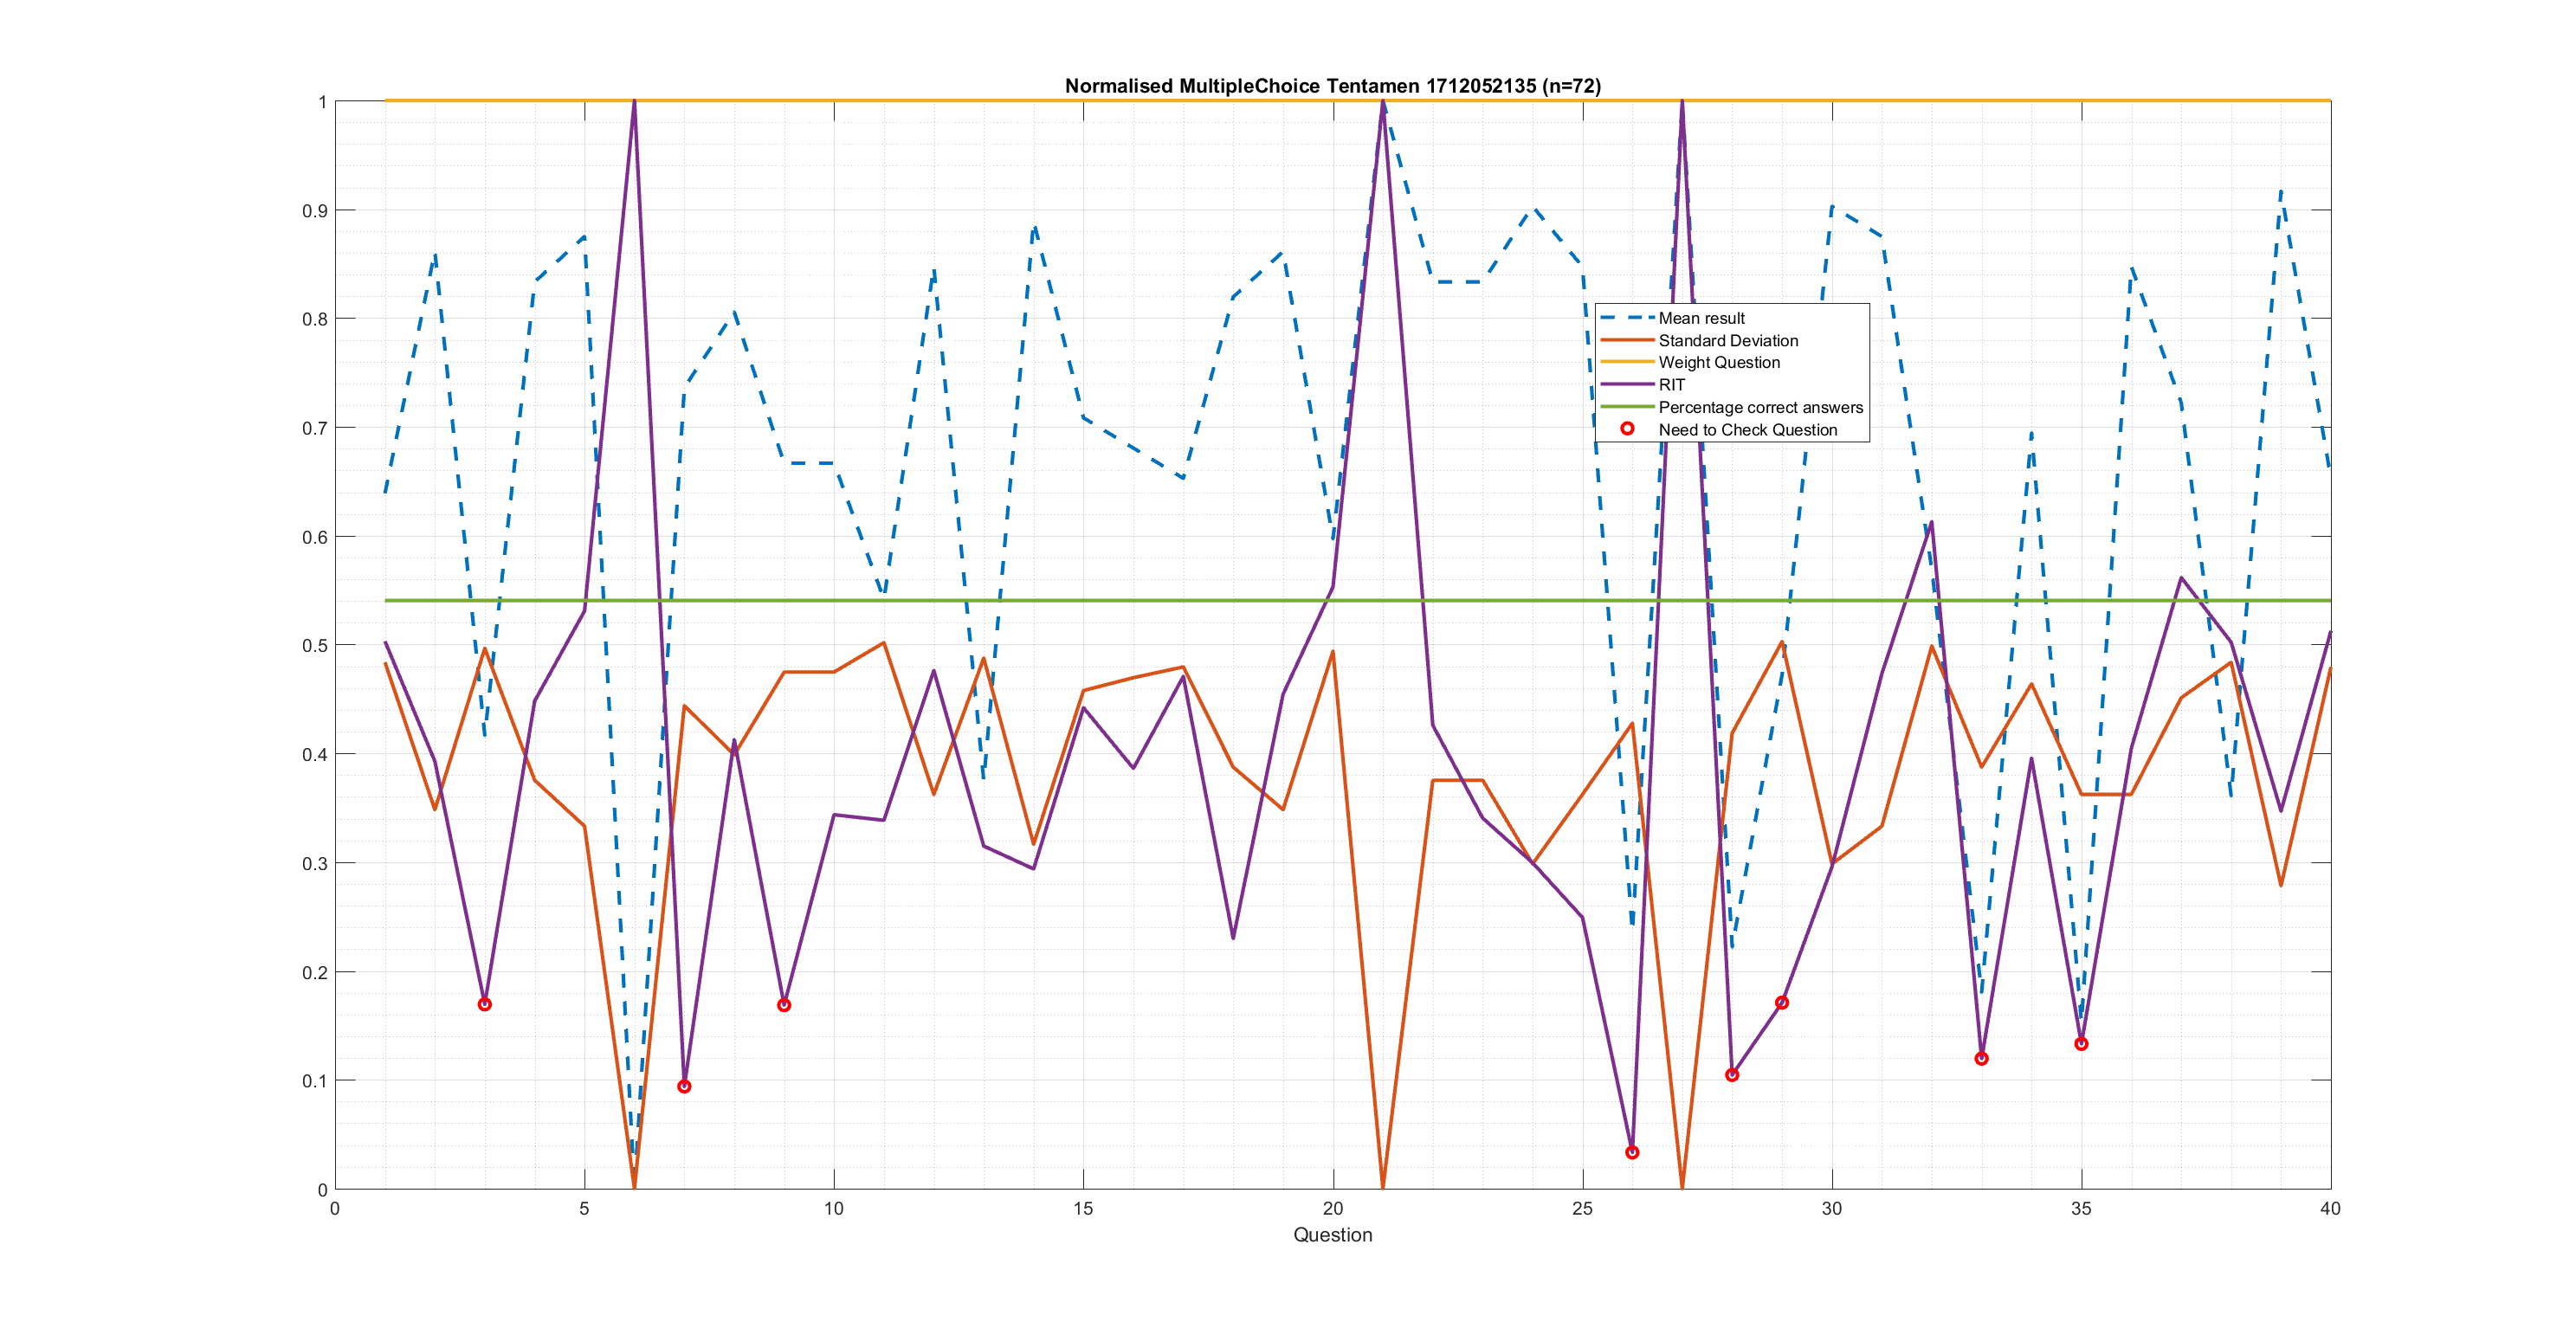 Normalised MultipleChoice Tentamen 1712052135 (n=72)
1
0.9
0.8
0.7
0.6
0.5
0.4
0.3
0.2
0.1
0
Mean result
Standard Deviation
Weight Question
RIT
Percentage correct answers
Need to Check Question
0 5 10 15 20 25 30 35 40
Question